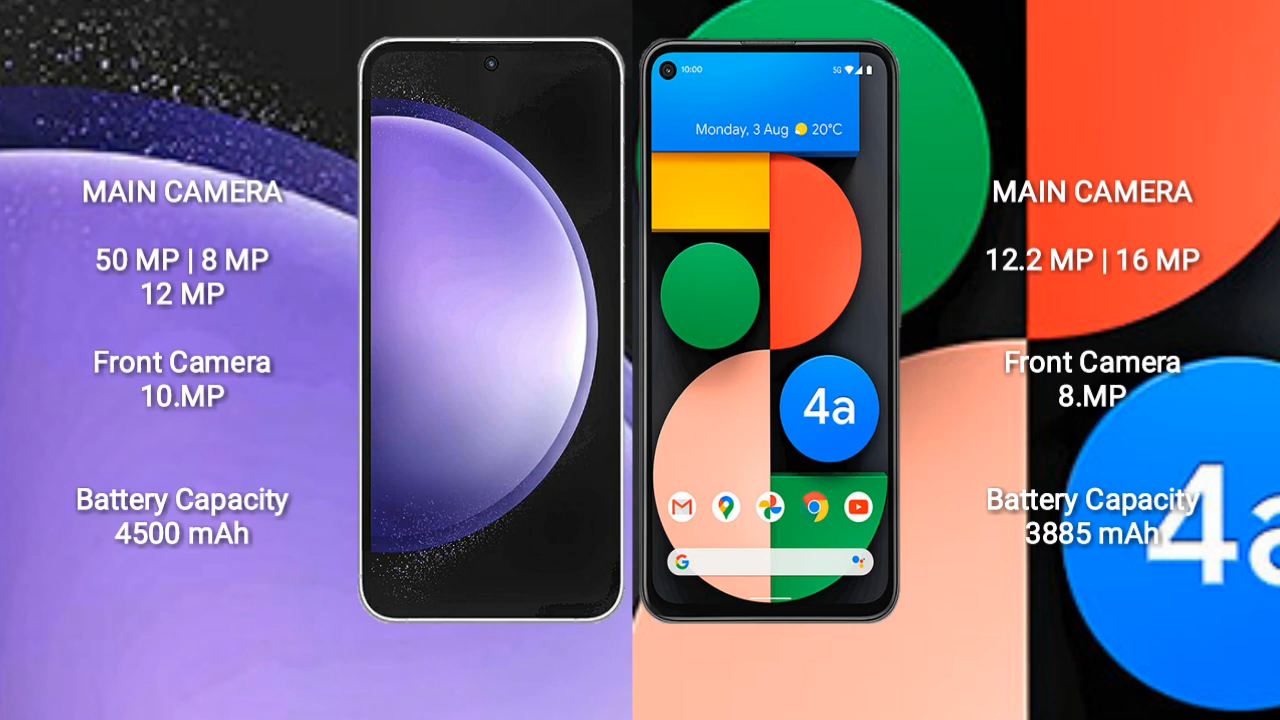 MAIN CAMERA
50 MP | 8 MP
12 MP
Front Camera
10.MP
Battery Capacity
4500 mAh
10:00
5G
Monday, 3 Aug 20°C
4a
G
MAIN CAMERA
12.2 MP | 16 MP
Front Camera
8.MP
Battery Capacity
3885 mAh
4a